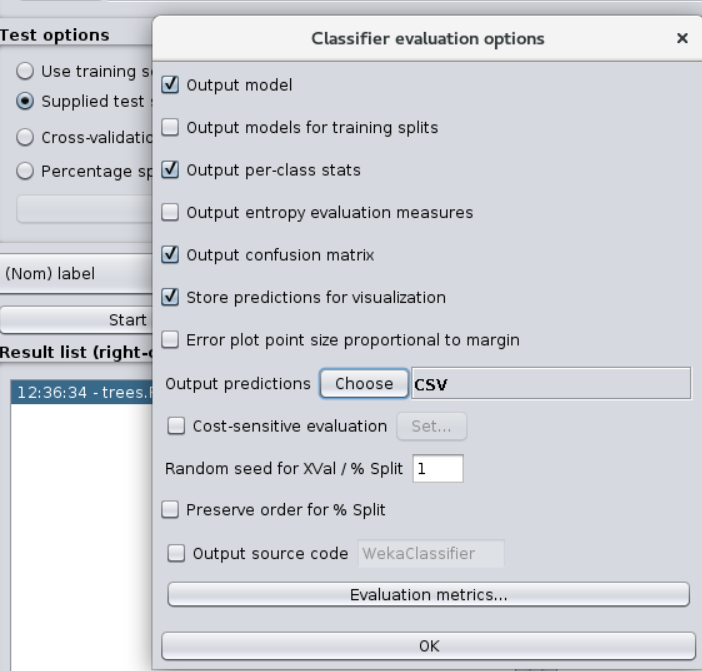 Test options
Use training s
Supplied test
Cross-validatio
Percentage sp
(Nom) label
Start
Result list (right-c
12:36:34 - trees.
Classifier evaluation options
Output model
Output models for training splits
Output per-class stats
Output entropy evaluation measures
Output confusion matrix
Store predictions for visualization
Error plot point size proportional to margin
Output predictions Choose CSV
Cost-sensitive evaluation Set...
Random seed for XVal / % Split 1
Preserve order for % Split
Output source code WekaClassifier
Evaluation metrics...
OK